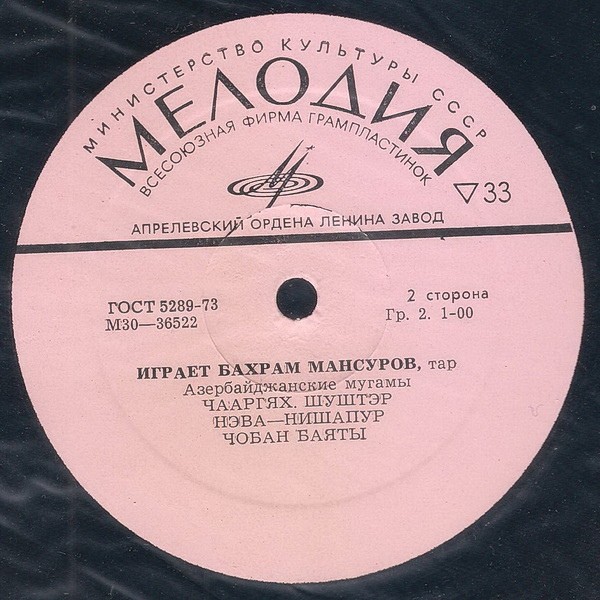 МИНИСТЕРСТВО КУЛЬТУРЫ СССР
МЕЛОДИЯ
ВСЕСОЮЗНАЯ ФИРМА ГРАМПЛАСТИНОК
▽33
АПРЕЛЕВСКИЙ ОРДЕНА ЛЕНИНА ЗАВОД
ГОСТ 5289-73
М30—36522
2 сторона
Гр. 2. 1-00
ИГРАЕТ БАХРАМ МАНСУРОВ, тар
Азербайджанские мугамы
ЧААРГЯХ. ШУШТЭР
НЭВА—НИШАПУР
ЧОБАН БАЯТЫ